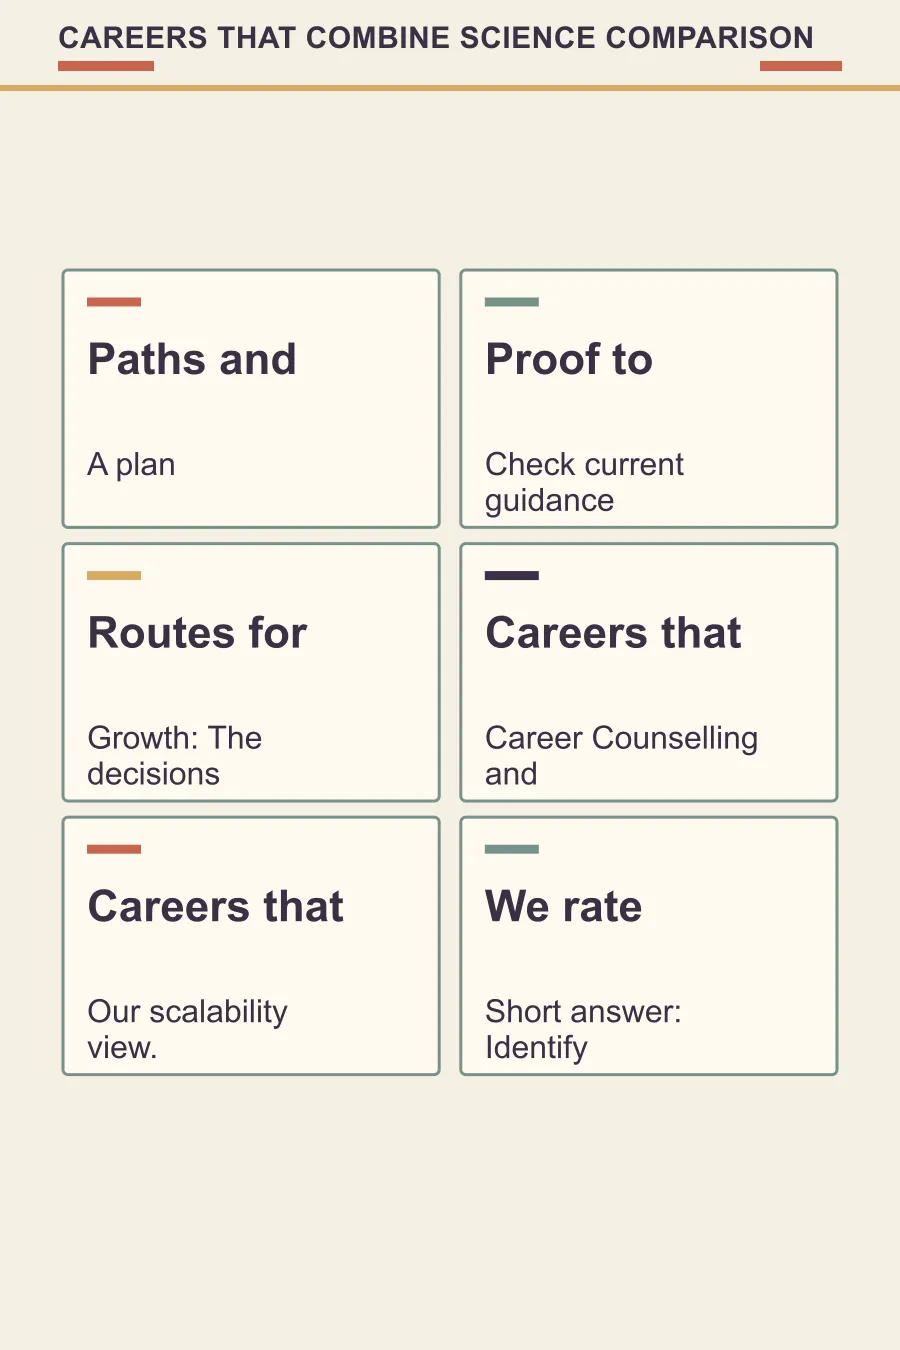 CAREERS THAT COMBINE SCIENCE COMPARISON
Paths and
A plan
Proof to
Check current
guidance
Routes for
Growth: The
decisions
Careers that
Career Counselling
and
Careers that
Our scalability
view.
We rate
Short answer:
Identify